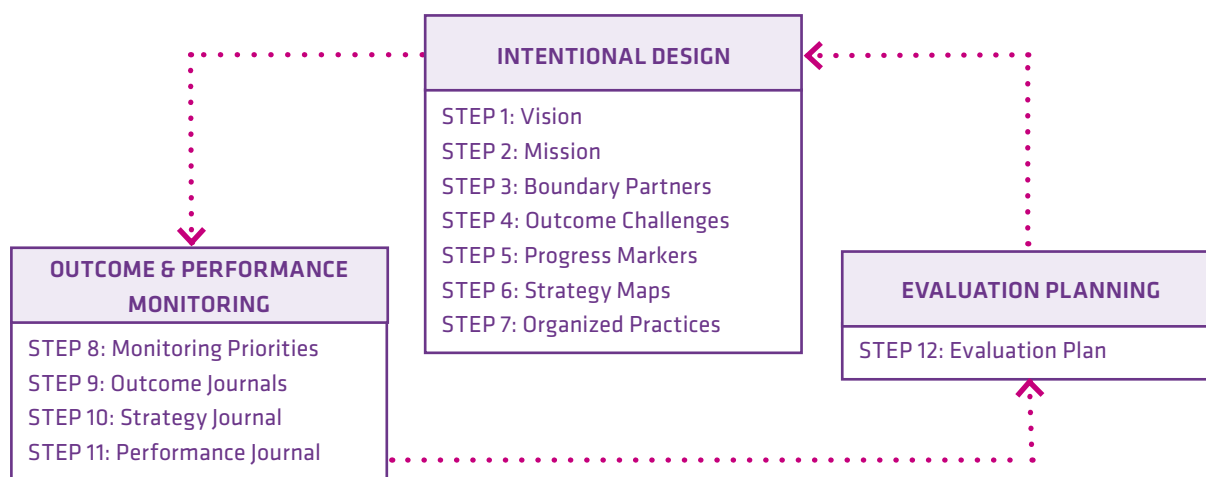 INTENTIONAL DESIGN
STEP 1: Vision
STEP 2: Mission
STEP 3: Boundary Partners
STEP 4: Outcome Challenges
STEP 5: Progress Markers
STEP 6: Strategy Maps
STEP 7: Organized Practices
OUTCOME & PERFORMANCE
MONITORING
STEP 8: Monitoring Priorities
STEP 9: Outcome Journals
STEP 10: Strategy Journal
STEP 11: Performance Journal
EVALUATION PLANNING
STEP 12: Evaluation Plan